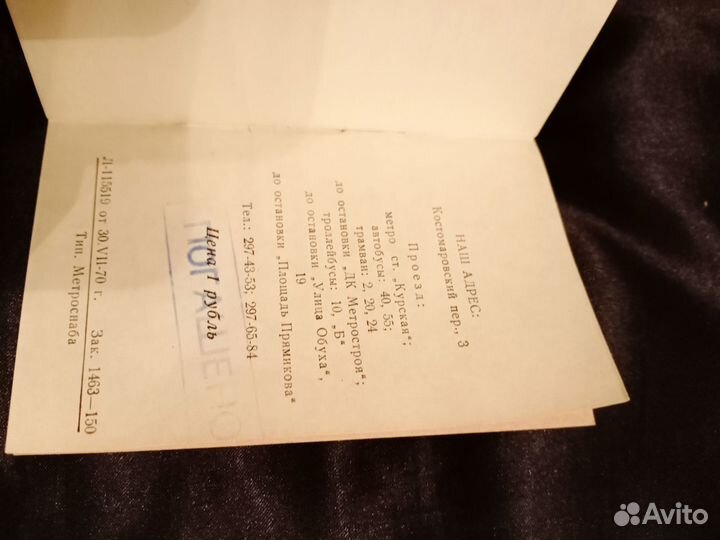 НАШ АДРЕС:
Костомаровский пер., 3
Проезд:
метро ст. „Курская“;
автобусы: 40, 55;
трамваи: 2, 20, 24
до остановки „ДК Метростроя“;
троллейбусы: 10, „Б“
до остановки „Улица Обуха“,
19
до остановки „Площадь Прямикова“
Тел.: 297-43-53; 297-65-84
Цена 1 рубль
ПОГАШЕНО
Л-115519 от 30.VII-70 г. Зак. 1463—150
Тип. Метроснаба
Avito